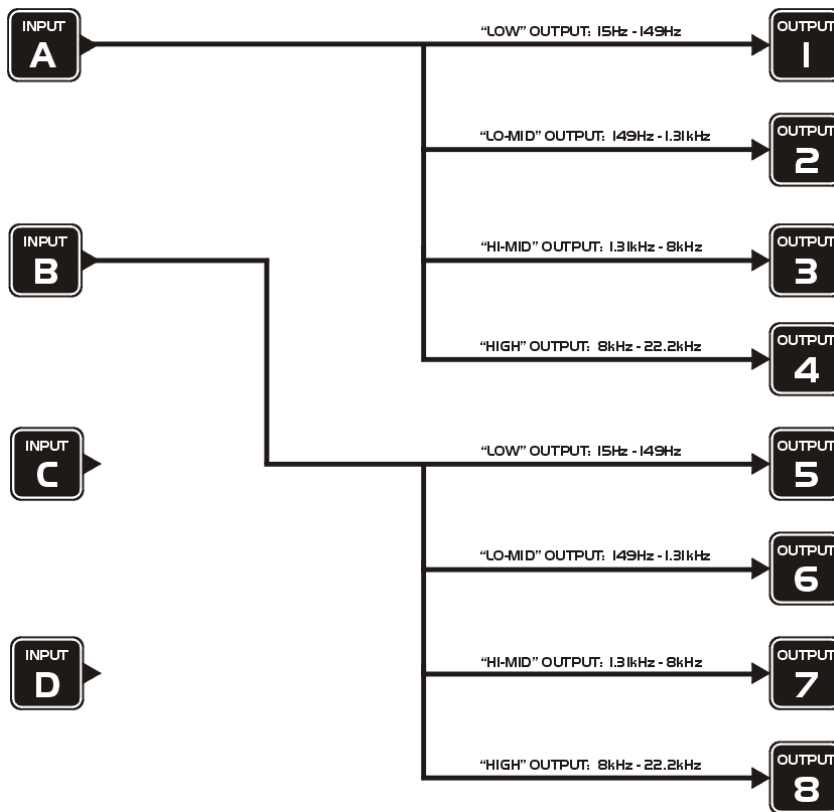 INPUT
A
“LOW” OUTPUT: 15Hz - 149Hz
OUTPUT
1
“LO-MID” OUTPUT: 149Hz - 1.31kHz
OUTPUT
2
INPUT
B
“HI-MID” OUTPUT: 1.31kHz - 8kHz
OUTPUT
3
“HIGH” OUTPUT: 8kHz - 22.2kHz
OUTPUT
4
INPUT
C
“LOW” OUTPUT: 15Hz - 149Hz
OUTPUT
5
“LO-MID” OUTPUT: 149Hz - 1.31kHz
OUTPUT
6
INPUT
D
“HI-MID” OUTPUT: 1.31kHz - 8kHz
OUTPUT
7
“HIGH” OUTPUT: 8kHz - 22.2kHz
OUTPUT
8